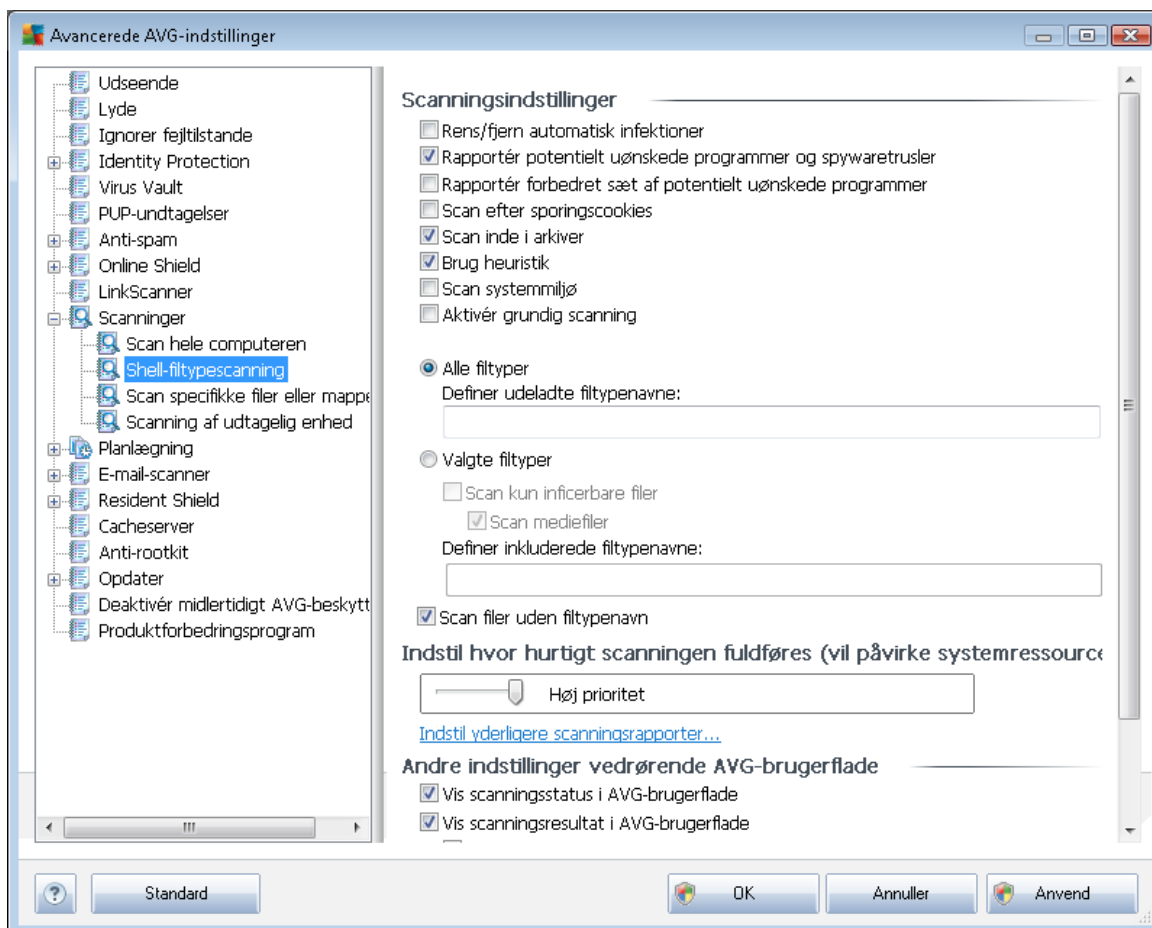 Avancerede AVG-indstillinger
Udseende
Lyde
Ignorer fejltilstande
Identity Protection
Virus Vault
PUP-undtagelser
Anti-spam
Online Shield
LinkScanner
Scanninger
Scan hele computeren
Shell-filtypescanning
Scan specifikke filer eller mappe
Scanning af udtagelig enhed
Planlægning
E-mail-scanner
Resident Shield
Cacheserver
Anti-rootkit
Opdater
Deaktivér midlertidigt AVG-beskytt
Produktforbedringsprogram
Scanningsindstillinger
Rens/fjern automatisk infektioner
Rapportér potentielt uønskede programmer og spywaretrusler
Rapportér forbedret sæt af potentielt uønskede programmer
Scan efter sporingscookies
Scan inde i arkiver
Brug heuristik
Scan systemmiljø
Aktivér grundig scanning
Alle filtyper
Definer udeladte filtypenavne:
Valgte filtyper
Scan kun inficerbare filer
Scan mediefiler
Definer inkluderede filtypenavne:
Scan filer uden filtypenavn
Indstil hvor hurtigt scanningen fuldføres (vil påvirke systemressource
Høj prioritet
Indstil yderligere scanningsrapporter...
Andre indstillinger vedrørende AVG-brugerflade
Vis scanningsstatus i AVG-brugerflade
Vis scanningsresultat i AVG-brugerflade
? Standard OK Annuller Anvend